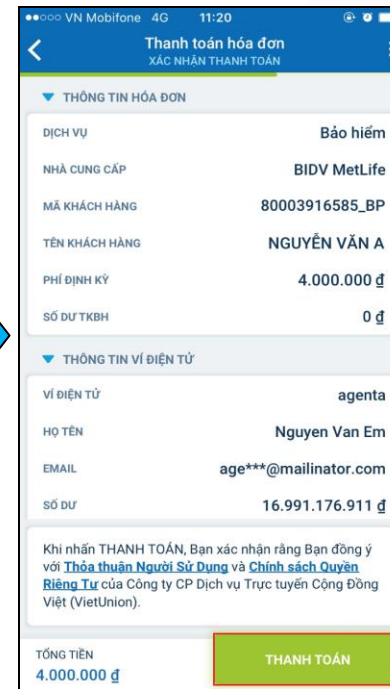 VN Mobifone 4G 11:20
Thanh toán hóa đơn
XÁC NHẬN THANH TOÁN
THÔNG TIN HÓA ĐƠN
DỊCH VỤ Bảo hiểm
NHÀ CUNG CẤP BIDV MetLife
MÃ KHÁCH HÀNG 80003916585_BP
TÊN KHÁCH HÀNG NGUYỄN VĂN A
PHÍ ĐỊNH KỲ 4.000.000 ₫
SỐ DƯ TKBH 0 ₫
THÔNG TIN VÍ ĐIỆN TỬ
VÍ ĐIỆN TỬ agenta
HỌ TÊN Nguyen Van Em
EMAIL age***@mailinator.com
SỐ DƯ 16.991.176.911 ₫
Khi nhấn THANH TOÁN, Bạn xác nhận rằng Bạn đồng ý
với Thỏa thuận Người Sử Dụng và Chính sách Quyền
Riêng Tư của Công ty CP Dịch vụ Trực tuyến Cộng Đồng
Việt (VietUnion).
TỔNG TIỀN
4.000.000 ₫
THANH TOÁN